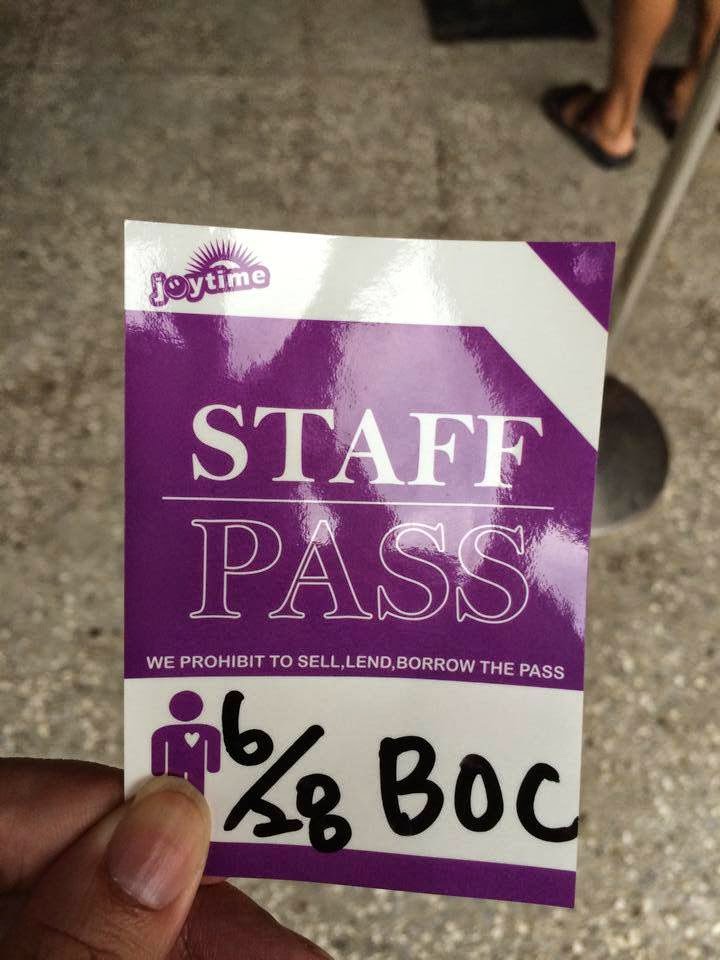 joytime
STAFF
PASS
WE PROHIBIT TO SELL,LEND,BORROW THE PASS
6/28 BOC